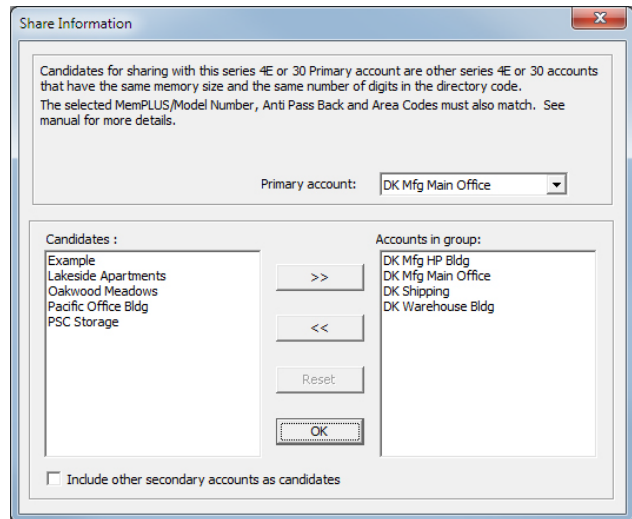 Share Information
Candidates for sharing with this series 4E or 30 Primary account are other series 4E or 30 accounts
that have the same memory size and the same number of digits in the directory code.
The selected MemPLUS/Model Number, Anti Pass Back and Area Codes must also match.  See
manual for more details.
Primary account:
DK Mfg Main Office
Candidates :
Example
Lakeside Apartments
Oakwood Meadows
Pacific Office Bldg
PSC Storage
>>
<<
Reset
OK
Accounts in group:
DK Mfg HP Bldg
DK Mfg Main Office
DK Shipping
DK Warehouse Bldg
Include other secondary accounts as candidates